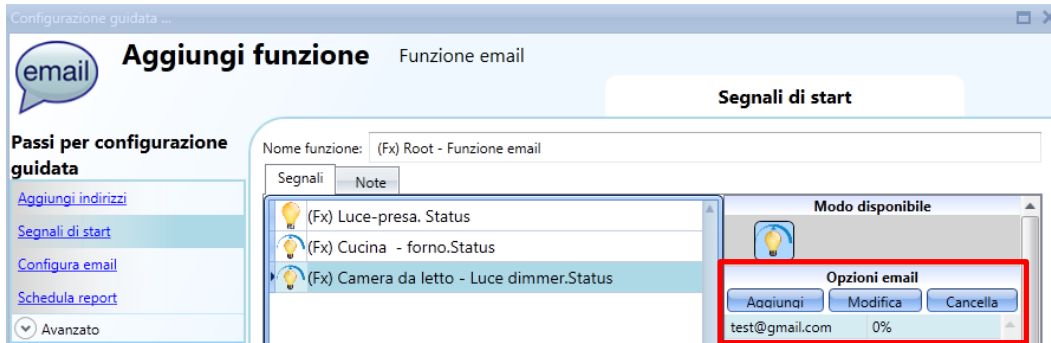 Configurazione guidata ...
email
Aggiungi funzione Funzione email
Segnali di start
Passi per configurazione
guidata
Aggiungi indirizzi
Segnali di start
Configura email
Schedula report
Avanzato
Nome funzione: (Fx) Root - Funzione email
Segnali Note
(Fx) Luce-presa. Status
(Fx) Cucina - forno.Status
(Fx) Camera da letto - Luce dimmer.Status
Modo disponibile
Opzioni email
Aggiungi Modifica Cancella
test@gmail.com 0%